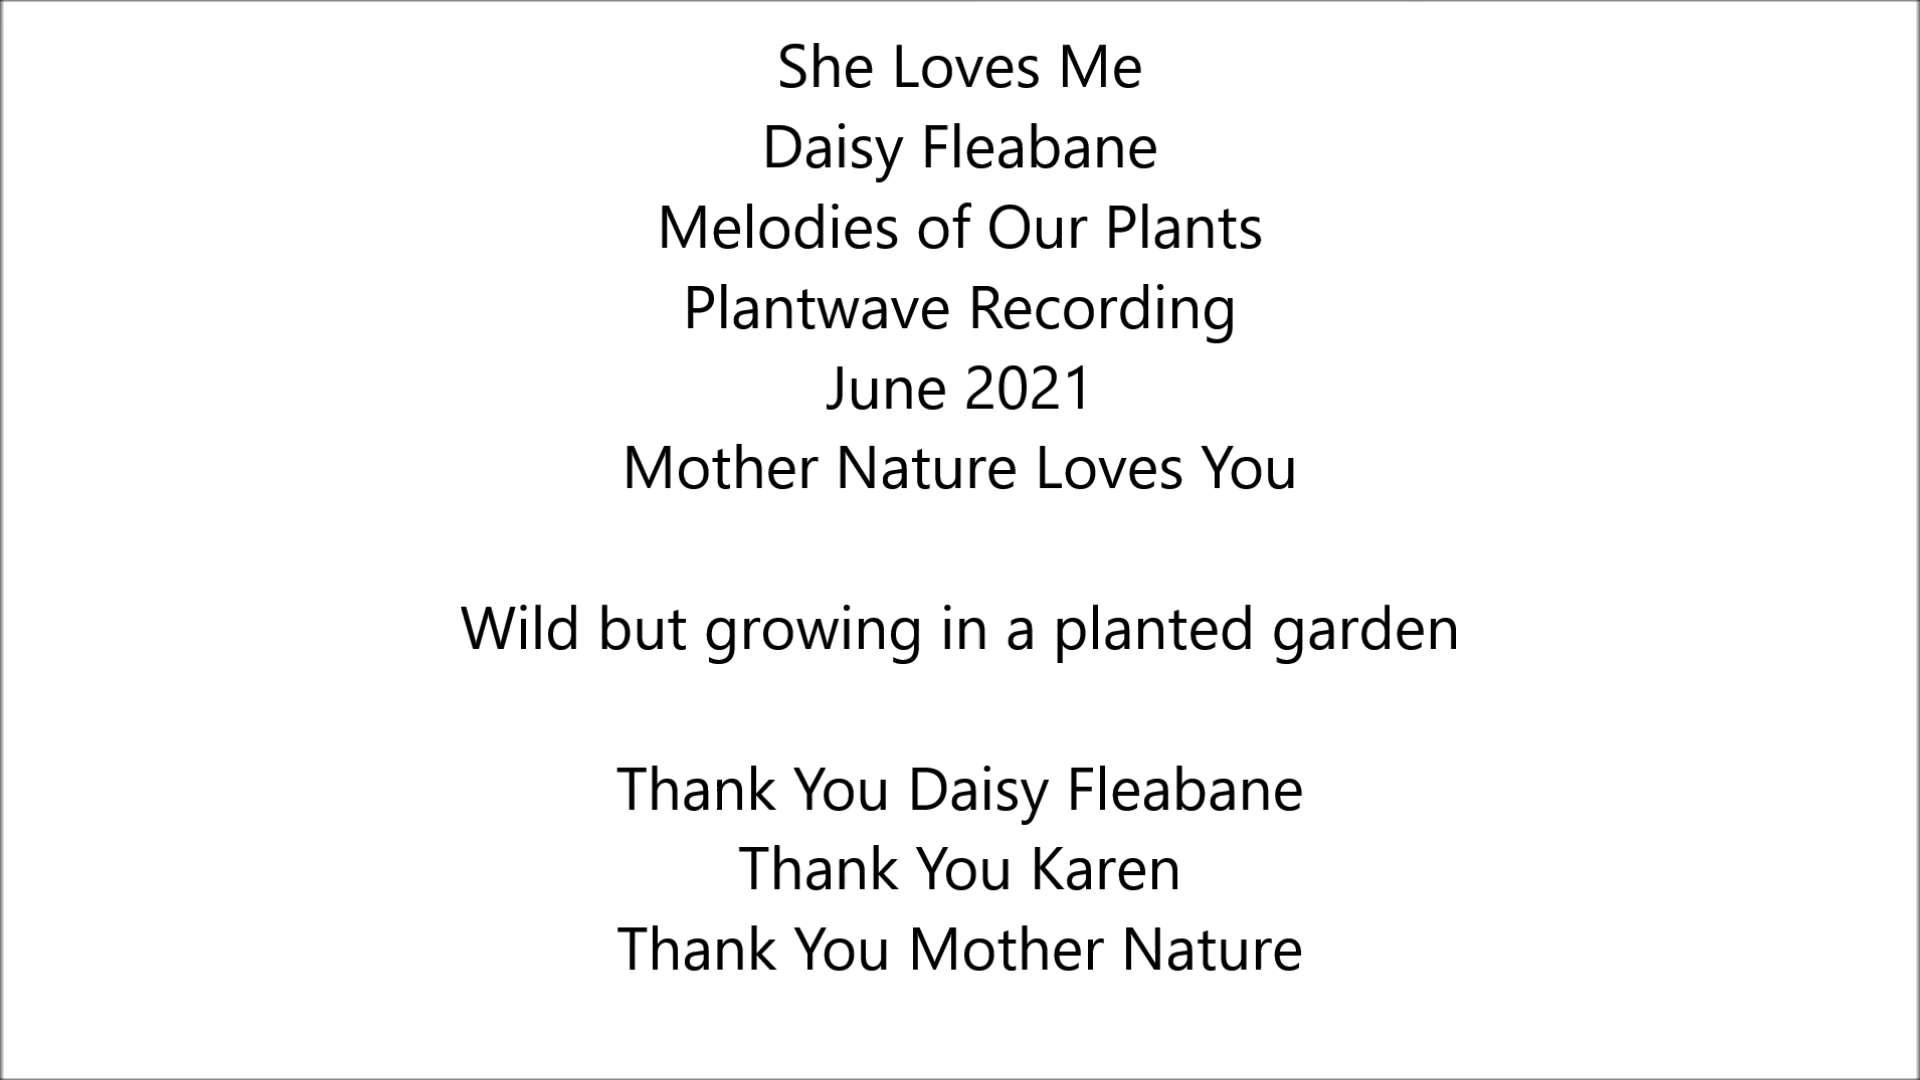 She Loves Me
Daisy Fleabane
Melodies of Our Plants
Plantwave Recording
June 2021
Mother Nature Loves You
Wild but growing in a planted garden
Thank You Daisy Fleabane
Thank You Karen
Thank You Mother Nature